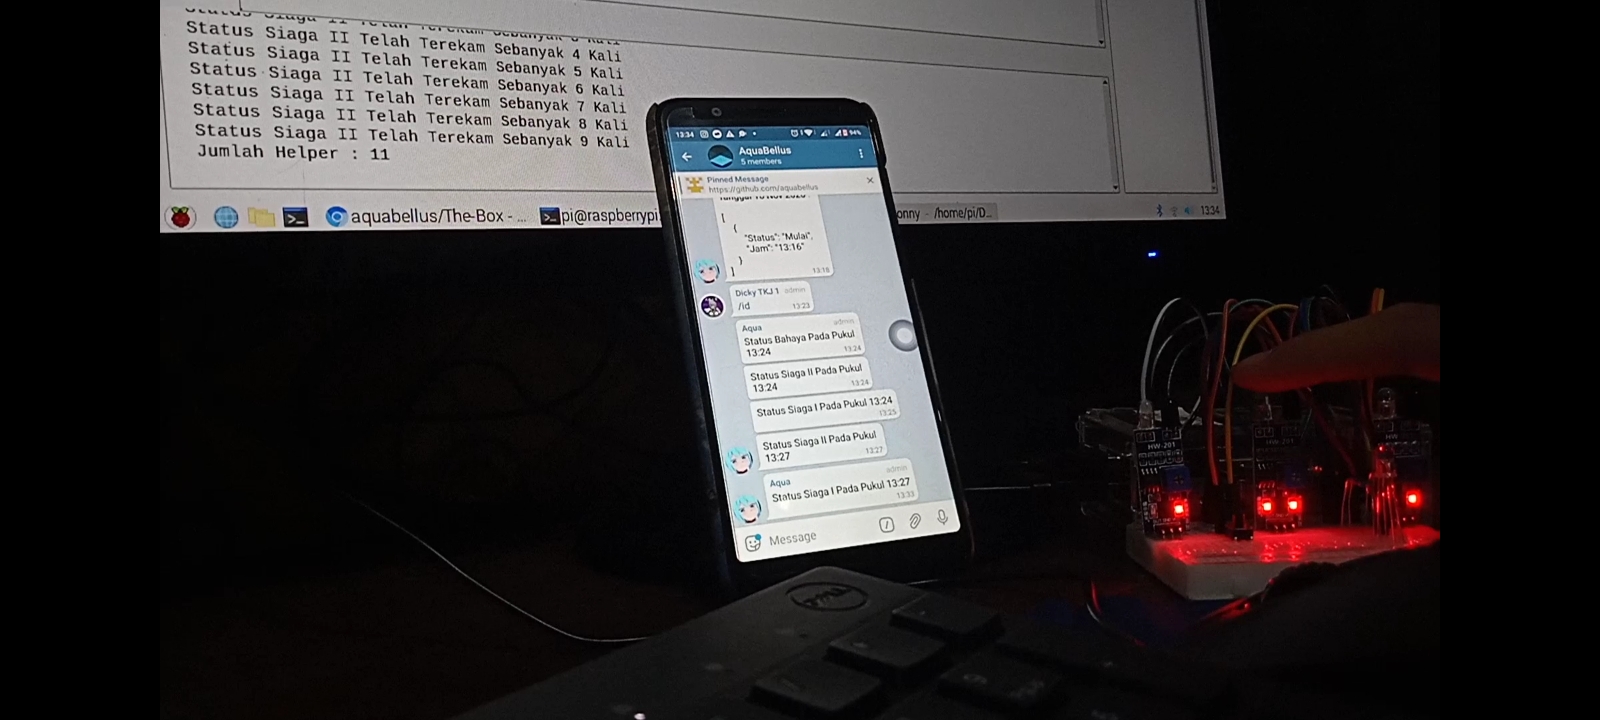 Status Siaga II Telah Terekam Sebanyak 4 Kali
Status Siaga II Telah Terekam Sebanyak 5 Kali
Status Siaga II Telah Terekam Sebanyak 6 Kali
Status Siaga II Telah Terekam Sebanyak 7 Kali
Status Siaga II Telah Terekam Sebanyak 8 Kali
Status Siaga II Telah Terekam Sebanyak 9 Kali
Jumlah Helper : 11
aquabellus/The-Box - ...
pi@raspberrypi
onny - /home/pi/D...
1334
13:34
94%
AquaBellus
5 members
Pinned Message
https://github.com/aquabellus
[
{
"Status": "Mulai",
"Jam": "13:16"
}
]
13:16
Dicky TKJ 1 admin
/id
13:23
Aqua admin
Status Bahaya Pada Pukul
13:24
13:24
Status Siaga II Pada Pukul
13:24
13:24
Status Siaga I Pada Pukul 13:24
13:25
Status Siaga II Pada Pukul
13:27
13:27
Aqua admin
Status Siaga I Pada Pukul 13:27
13:33
Message
DELL
HW-201
HW-201
HW